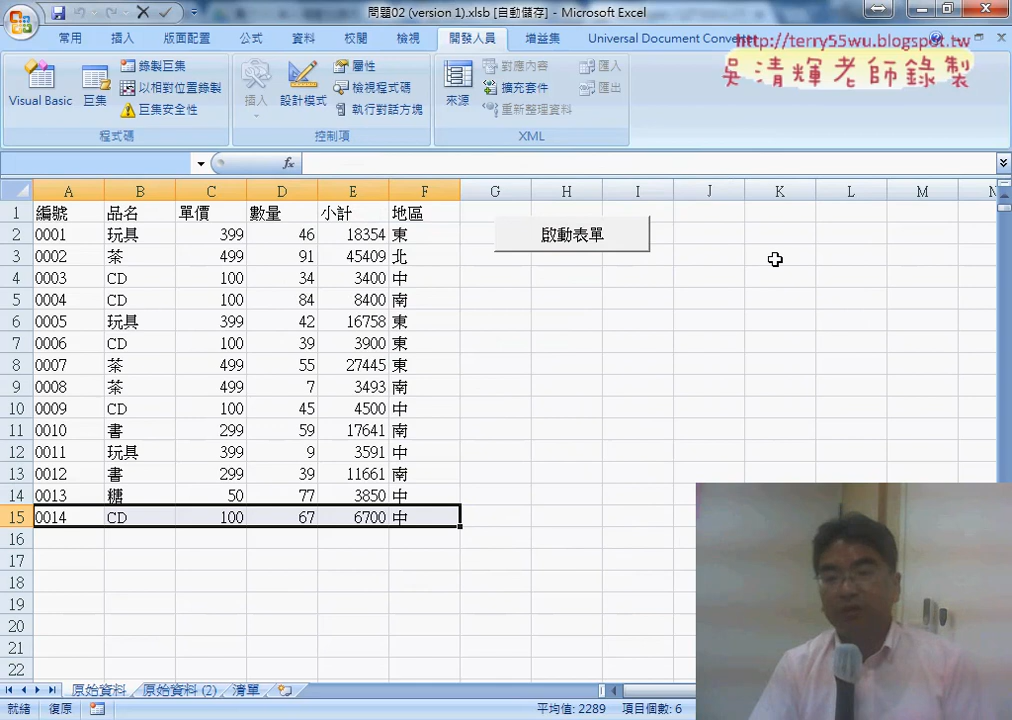 問題02 (version 1).xlsb [自動儲存] - Microsoft Excel
常用 插入 版面配置 公式 資料 校閱 檢視 開發人員 增益集 Universal Document Conve
http://terry55wu.blogspot.tw
吳清輝老師錄製
Visual Basic 巨集 錄製巨集 以相對位置錄製 巨集安全性
插入 設計模式 屬性 檢視程式碼 執行對話方塊
來源 對應內容 擴充套件 重新整理資料 匯入 匯出
程式碼 控制項 XML
fx
A B C D E F G H I J K L M N
1 編號 品名 單價 數量 小計 地區
2 0001 玩具 399 46 18354 東
啟動表單
3 0002 茶 499 91 45409 北
4 0003 CD 100 34 3400 中
5 0004 CD 100 84 8400 南
6 0005 玩具 399 42 16758 東
7 0006 CD 100 39 3900 東
8 0007 茶 499 55 27445 東
9 0008 茶 499 7 3493 南
10 0009 CD 100 45 4500 中
11 0010 書 299 59 17641 南
12 0011 玩具 399 9 3591 中
13 0012 書 299 39 11661 南
14 0013 糖 50 77 3850 中
15 0014 CD 100 67 6700 中
16
17
18
19
20
21
22
原始資料 原始資料 (2) 清單
就緒 復原 平均值: 2289 項目個數: 6